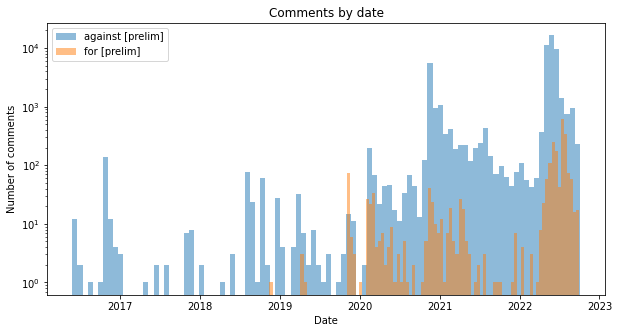 Comments by date
against [prelim]
for [prelim]
Number of comments
10⁴
10³
10²
10¹
10⁰
2017 2018 2019 2020 2021 2022 2023
Date